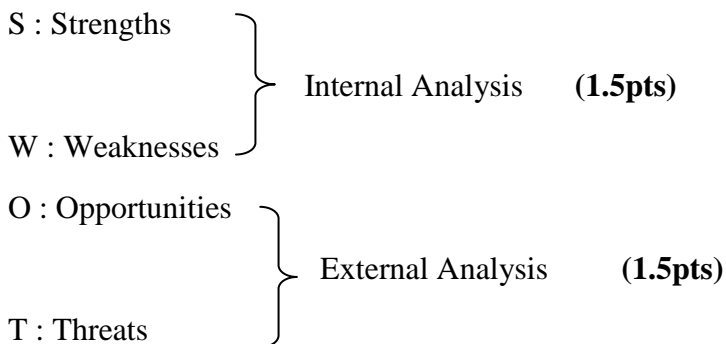 S : Strengths
Internal Analysis (1.5pts)
W : Weaknesses
O : Opportunities
External Analysis (1.5pts)
T : Threats